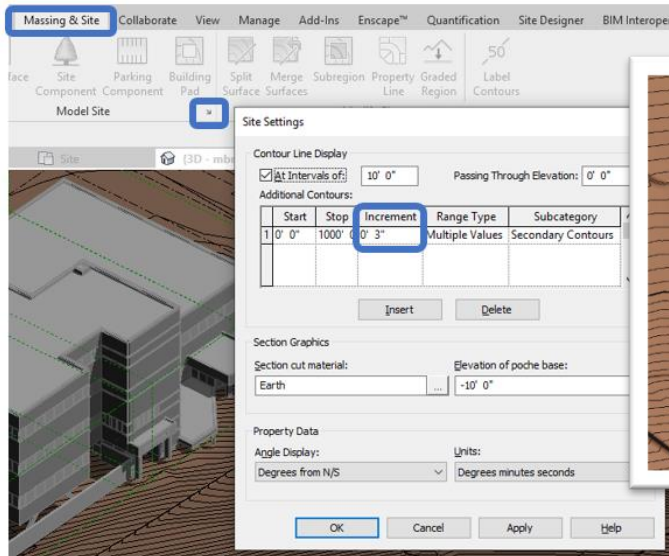 Massing & Site Collaborate View Manage Add-Ins Enscape™ Quantification Site Designer BIM Interope
face Site Component Parking Component Building Pad Split Surface Merge Surfaces Subregion Property Line Graded Region Label Contours
50
Model Site
Site Settings
Site {3D - mb
Contour Line Display
At Intervals of: 10' 0" Passing Through Elevation: 0' 0"
Additional Contours:
Start Stop Increment Range Type Subcategory
1 0' 0" 1000' 0 0' 3" Multiple Values Secondary Contours
Insert Delete
Section Graphics
Section cut material: Elevation of poche base:
Earth ... -10' 0"
Property Data
Angle Display: Units:
Degrees from N/S Degrees minutes seconds
OK Cancel Apply Help